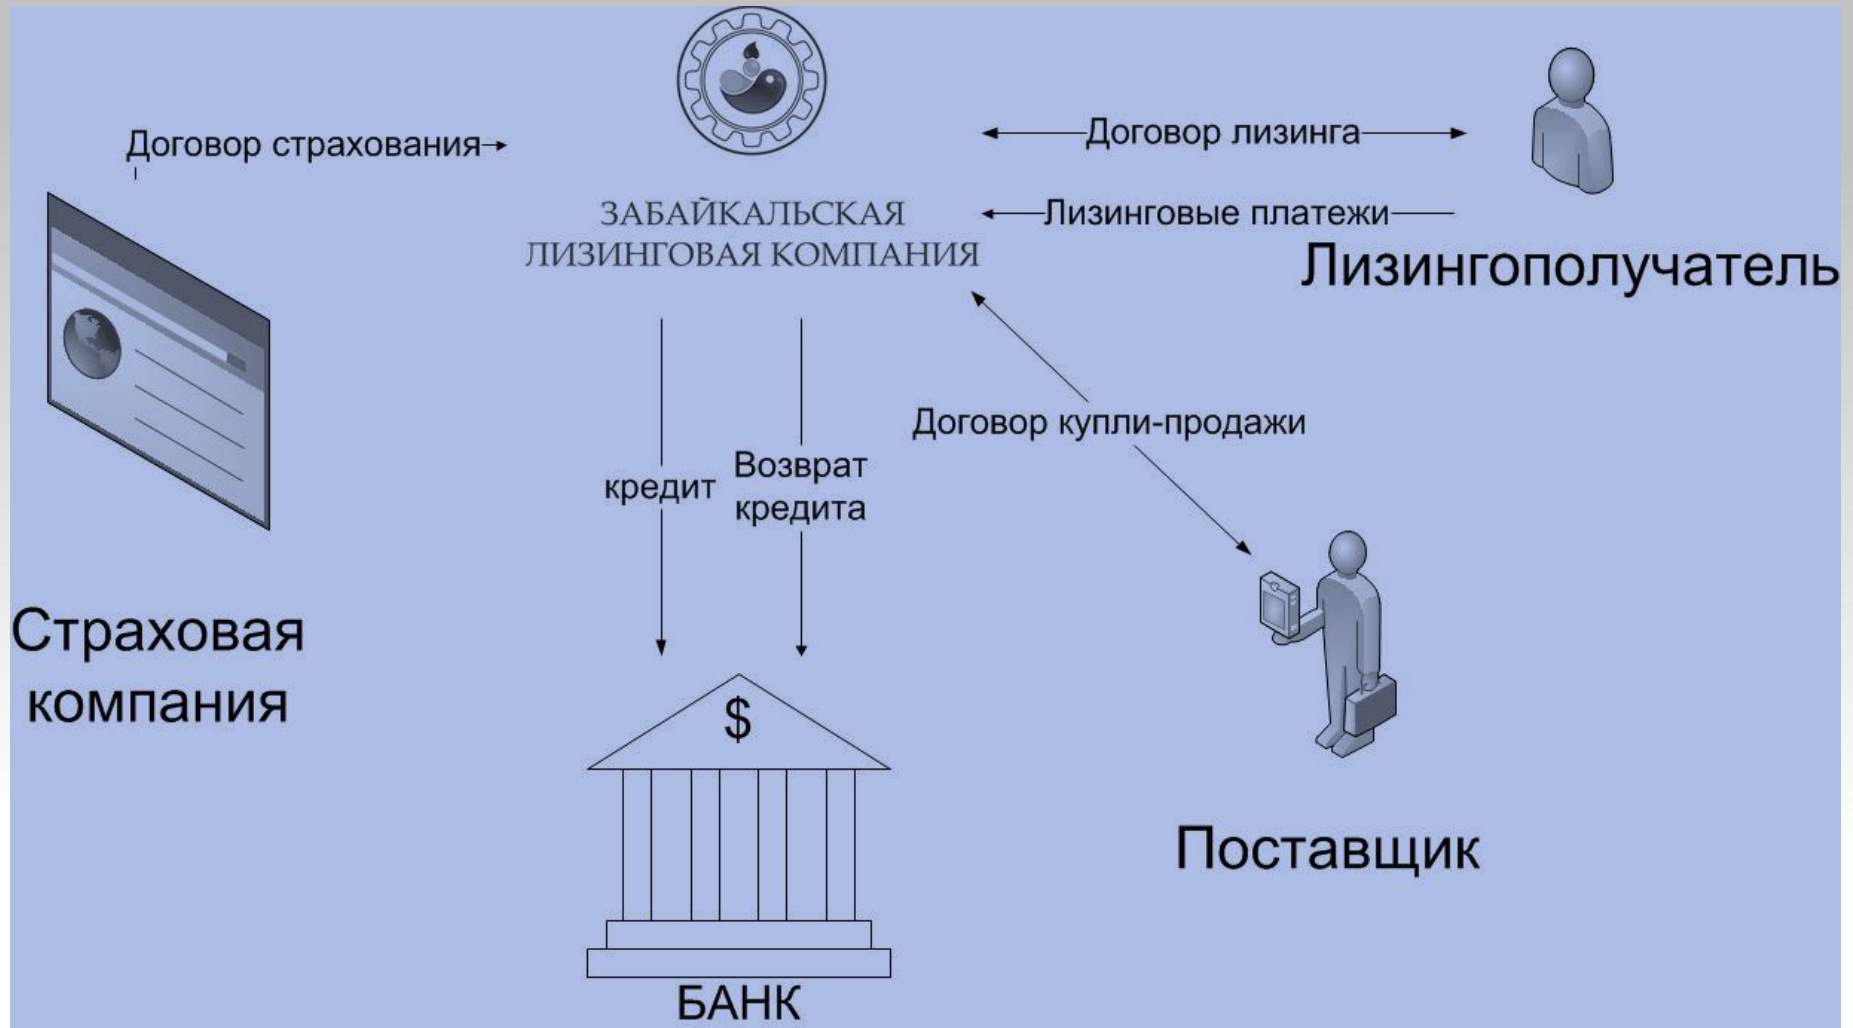 Договор страхования
Договор лизинга
ЗАБАЙКАЛЬСКАЯ
ЛИЗИНГОВАЯ КОМПАНИЯ
Лизинговые платежи
Лизингополучатель
Договор купли-продажи
кредит
Возврат
кредита
Страховая
компания
$
Поставщик
БАНК